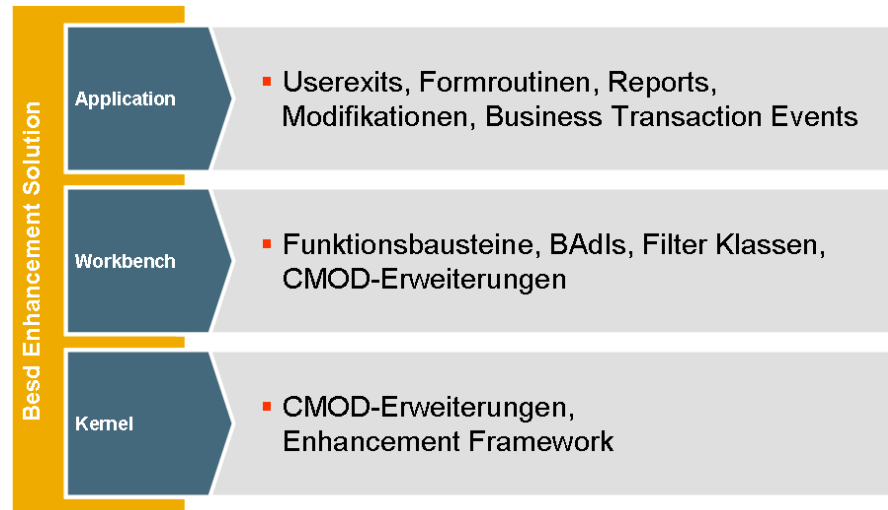 Besd Enhancement Solution
Application
▪ Userexits, Formroutinen, Reports,
Modifikationen, Business Transaction Events
Workbench
▪ Funktionsbausteine, BAdIs, Filter Klassen,
CMOD-Erweiterungen
Kernel
▪ CMOD-Erweiterungen,
Enhancement Framework